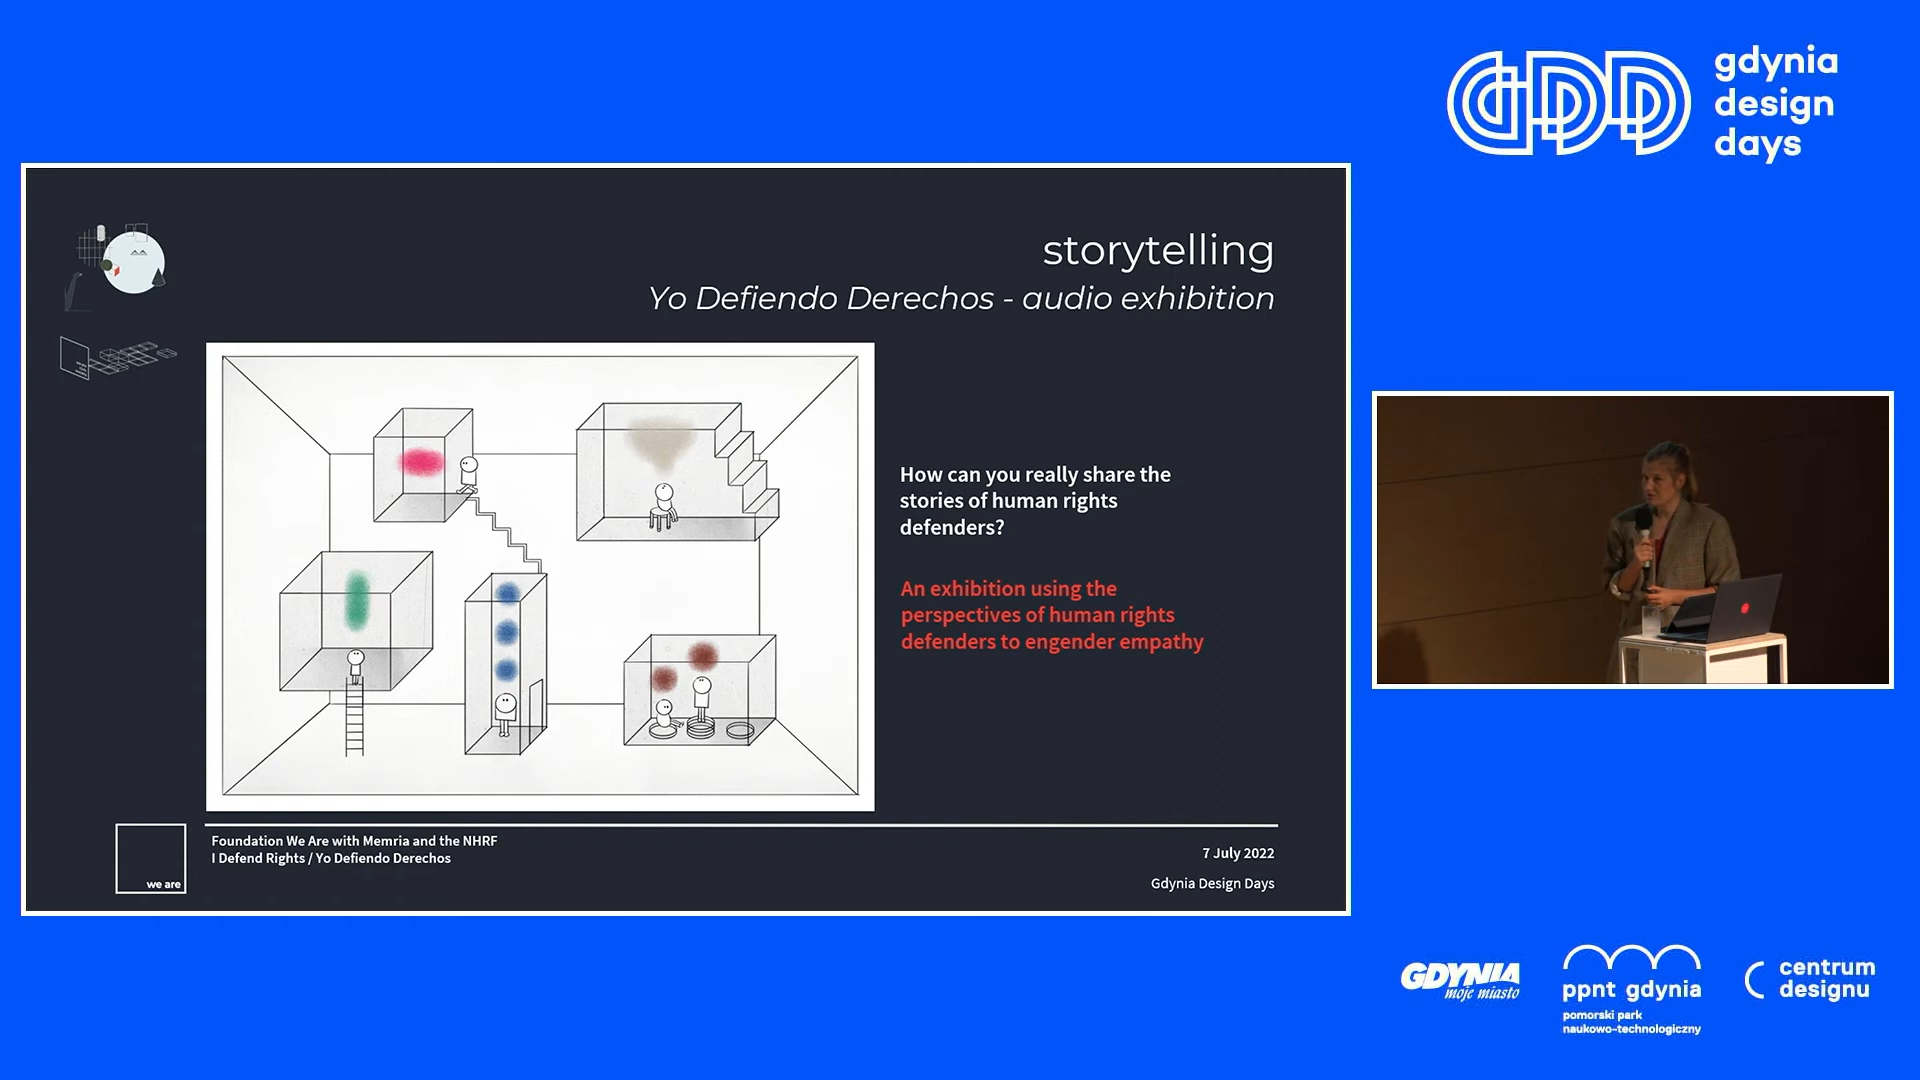 gdynia
design
days
storytelling
Yo Defiendo Derechos - audio exhibition
How can you really share the
stories of human rights
defenders?
An exhibition using the
perspectives of human rights
defenders to engender empathy
we are
Foundation We Are with Memria and the NHRF
I Defend Rights / Yo Defiendo Derechos
7 July 2022
Gdynia Design Days
GDYNIA
moje miasto
ppnt gdynia
pomorski park
naukowo-technologiczny
centrum
designu